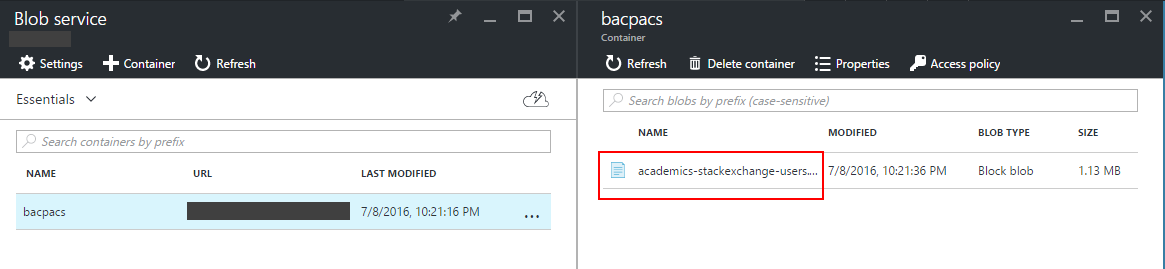 Blob service
Settings Container Refresh
Essentials
Search containers by prefix
NAME URL LAST MODIFIED
bacpacs 7/8/2016, 10:21:16 PM ...
bacpacs
Container
Refresh Delete container Properties Access policy
Search blobs by prefix (case-sensitive)
NAME MODIFIED BLOB TYPE SIZE
academics-stackexchange-users.... 7/8/2016, 10:21:36 PM Block blob 1.13 MB